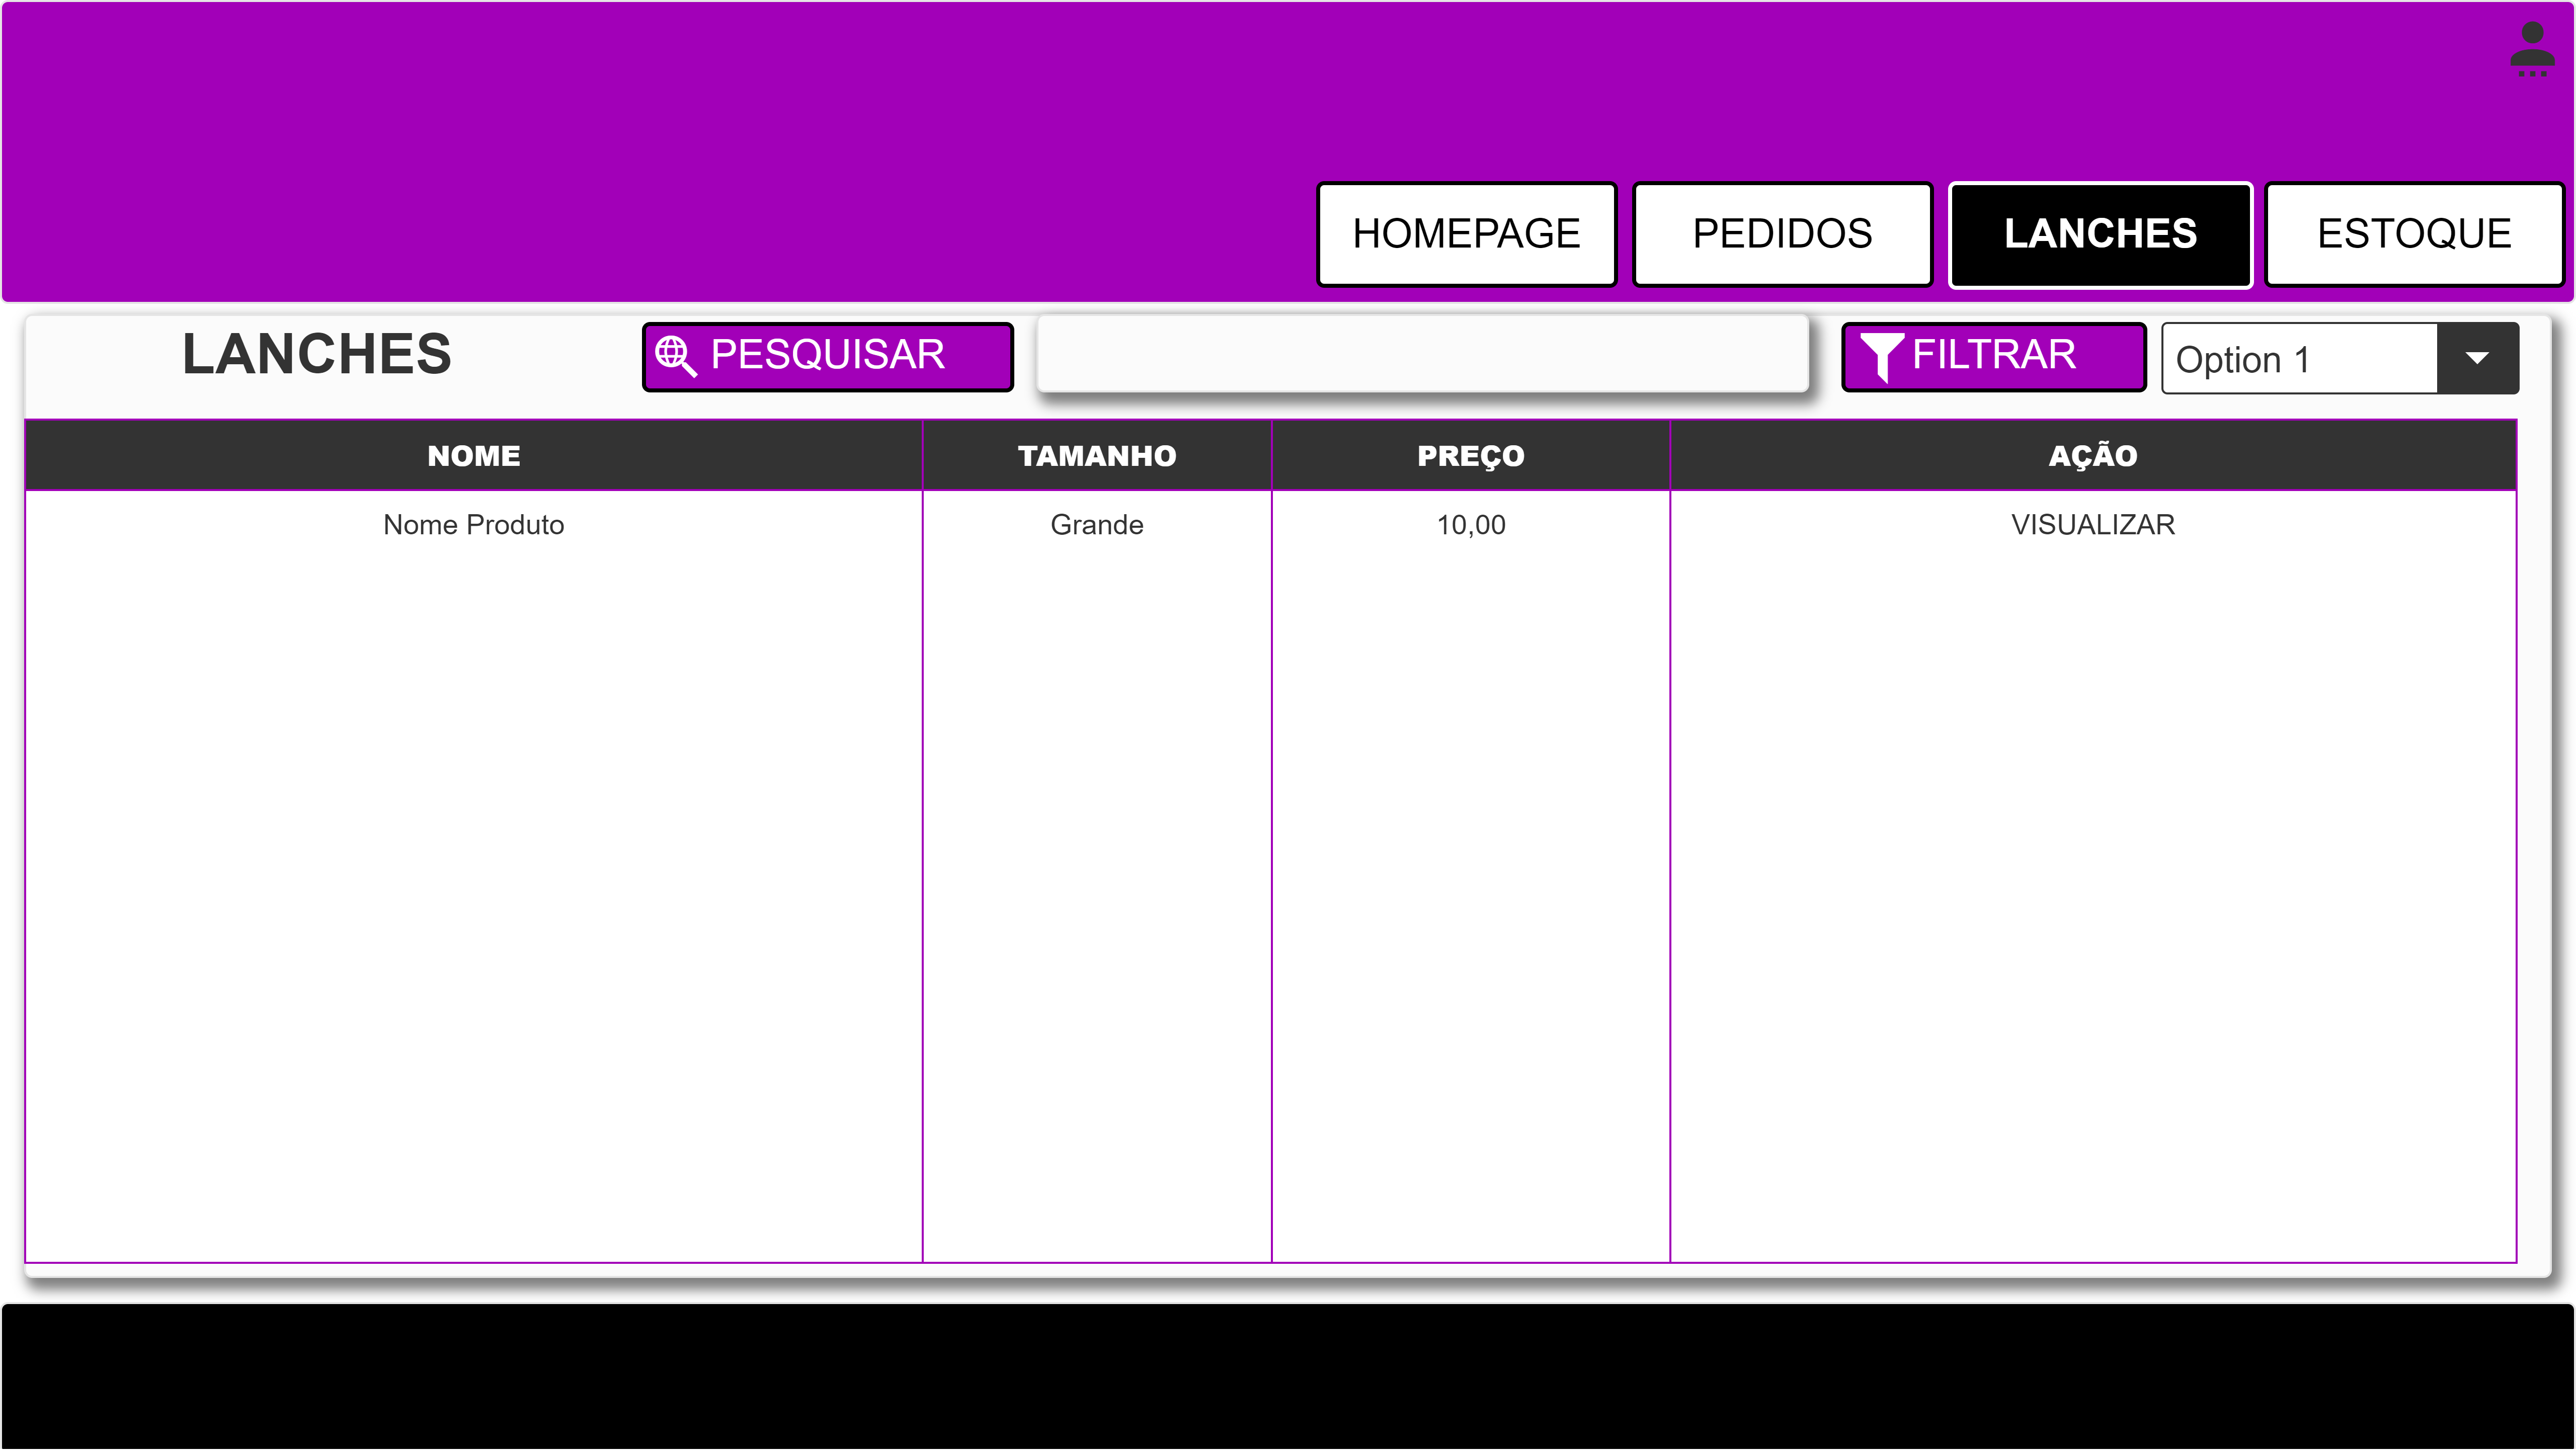 HOMEPAGE PEDIDOS LANCHES ESTOQUE
LANCHES PESQUISAR FILTRAR Option 1
NOME TAMANHO PREÇO AÇÃO
Nome Produto Grande 10,00 VISUALIZAR